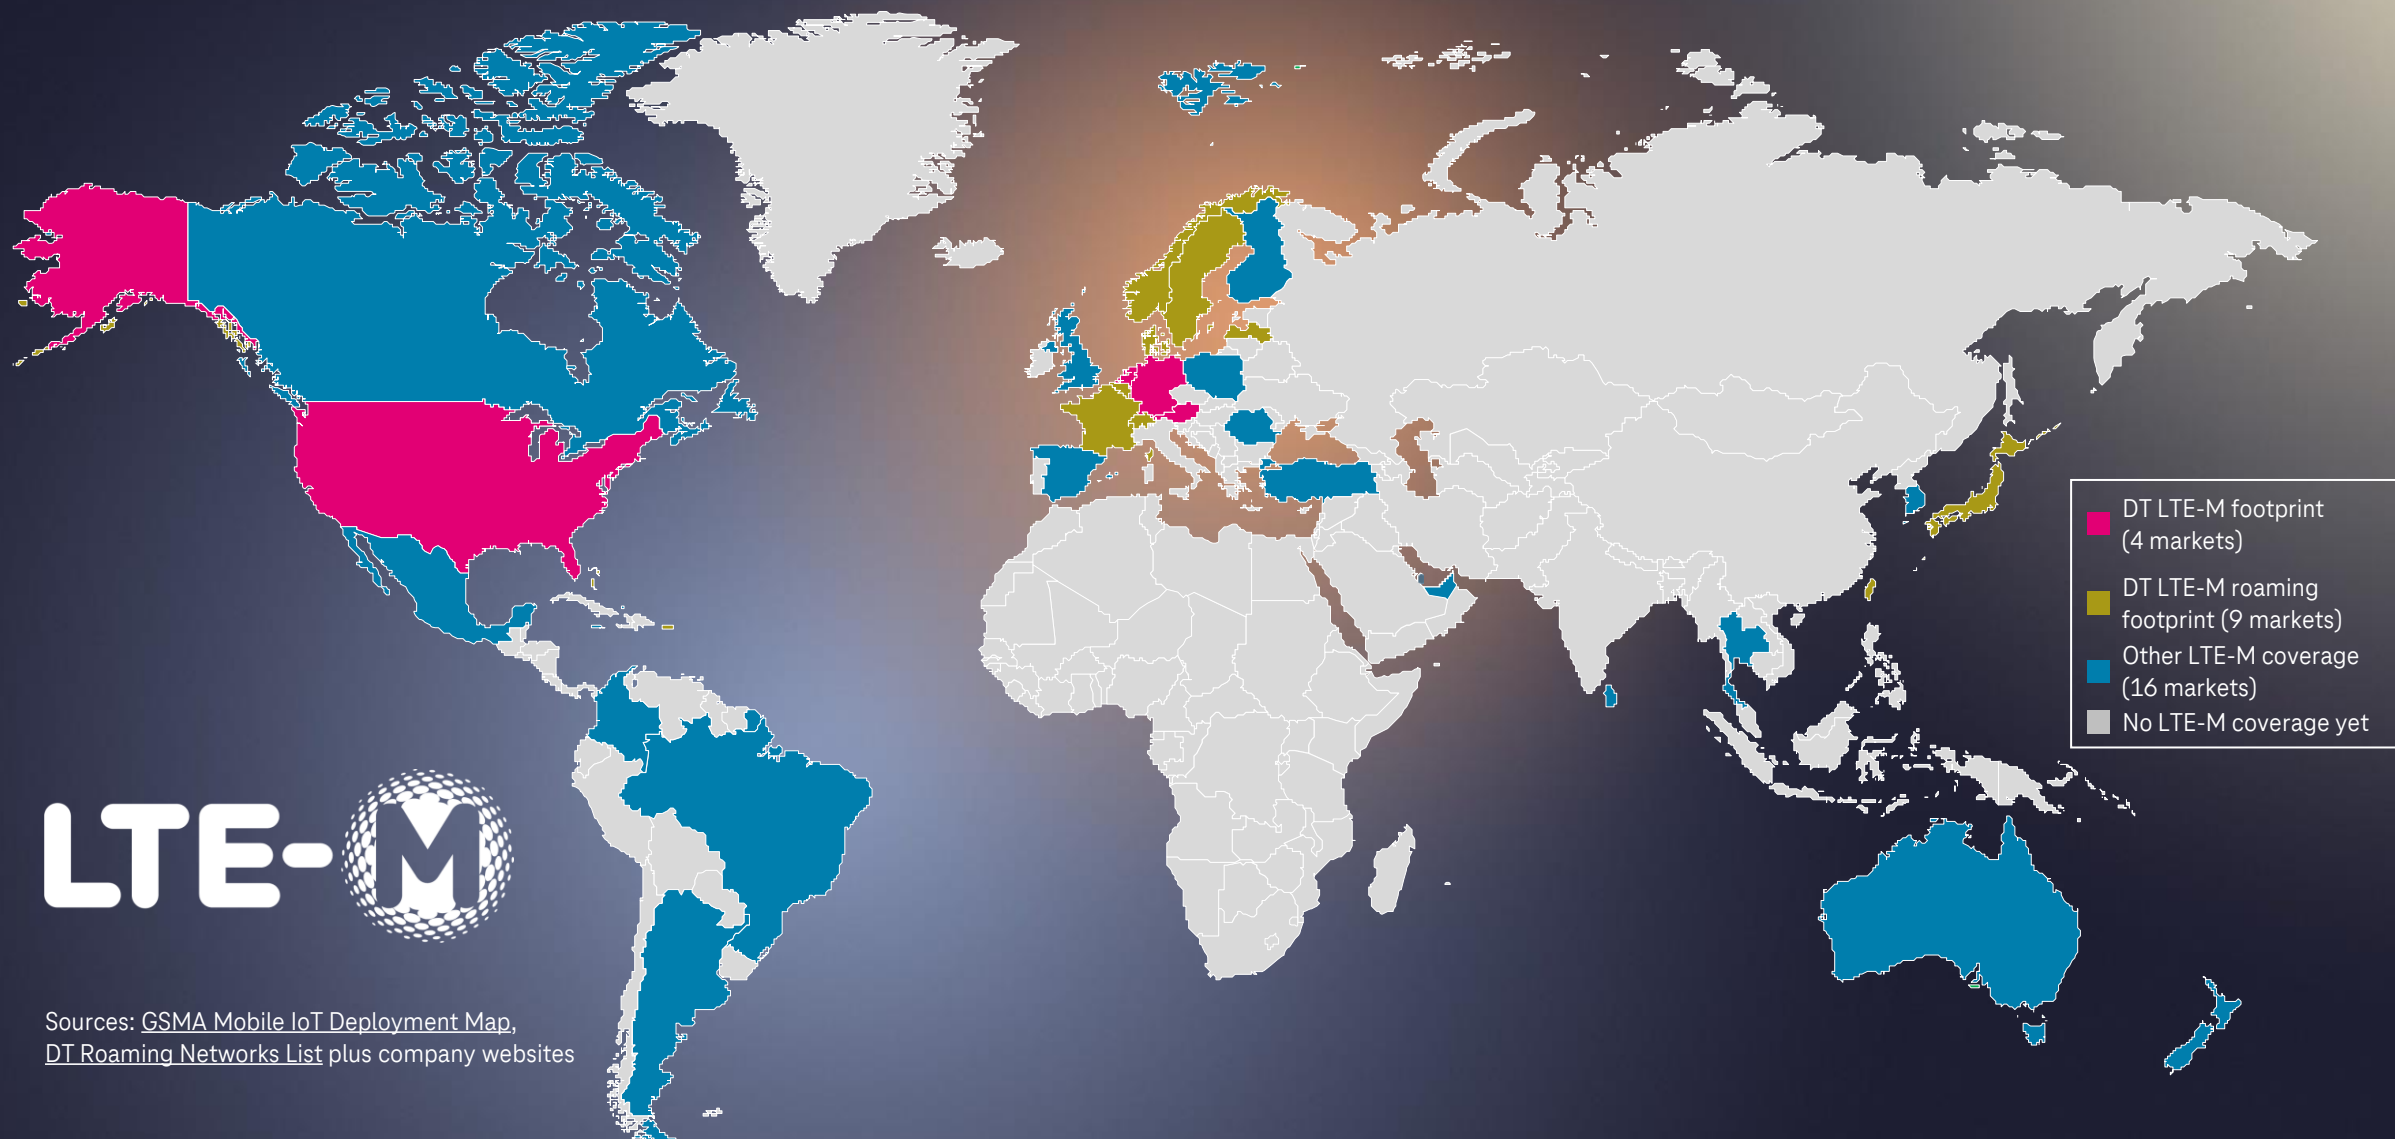 DT LTE-M footprint
(4 markets)
DT LTE-M roaming
footprint (9 markets)
Other LTE-M coverage
(16 markets)
No LTE-M coverage yet
LTE-M
Sources: GSMA Mobile IoT Deployment Map,
DT Roaming Networks List plus company websites